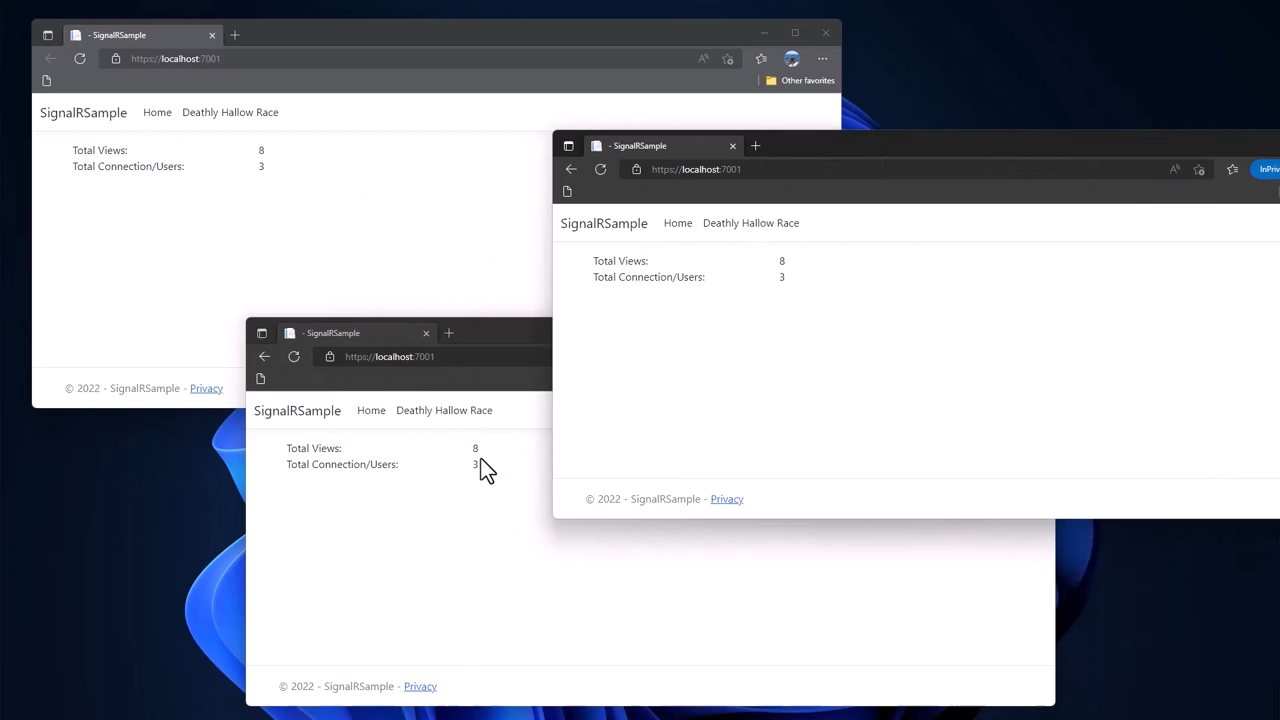 - SignalRSample
https://localhost:7001
Other favorites
SignalRSample Home Deathly Hallow Race
Total Views: 8
Total Connection/Users: 3
© 2022 - SignalRSample - Privacy
- SignalRSample
https://localhost:7001
InPriv
SignalRSample Home Deathly Hallow Race
Total Views: 8
Total Connection/Users: 3
© 2022 - SignalRSample - Privacy
- SignalRSample
https://localhost:7001
SignalRSample Home Deathly Hallow Race
Total Views: 8
Total Connection/Users: 3
© 2022 - SignalRSample - Privacy